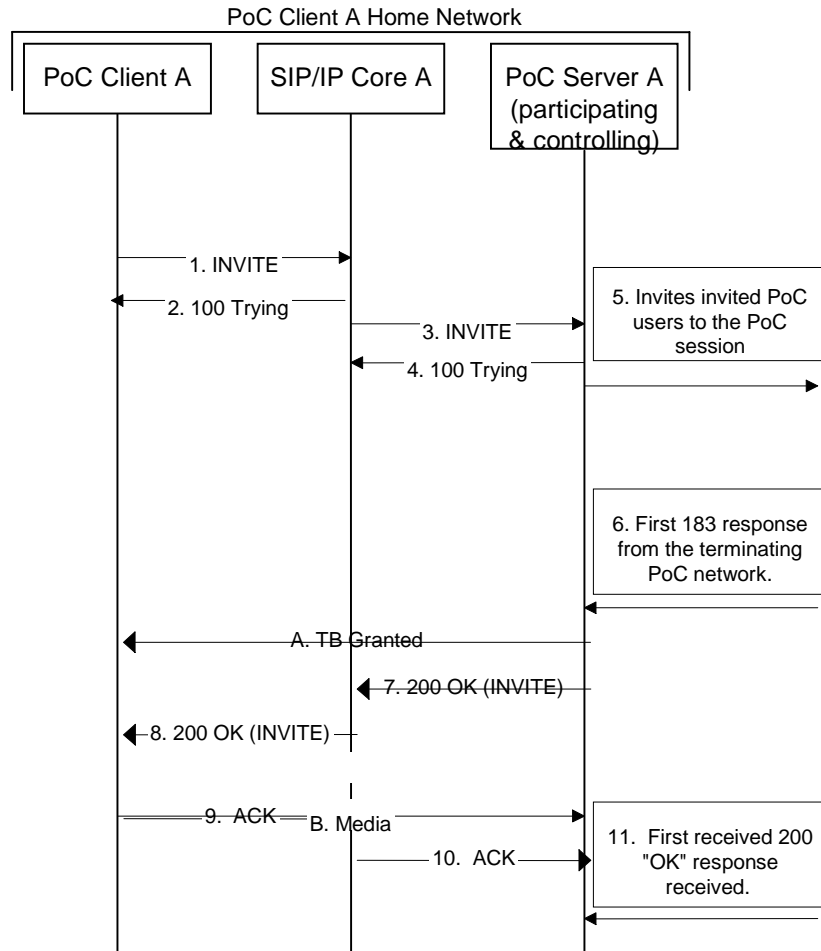 PoC Client A Home Network
PoC Client A
SIP/IP Core A
PoC Server A
(participating
& controlling)
1. INVITE
2. 100 Trying
3. INVITE
4. 100 Trying
5. Invites invited PoC
users to the PoC
session
6. First 183 response
from the terminating
PoC network.
A. TB Granted
7. 200 OK (INVITE)
8. 200 OK (INVITE)
9. ACK
B. Media
10. ACK
11. First received 200
"OK" response
received.